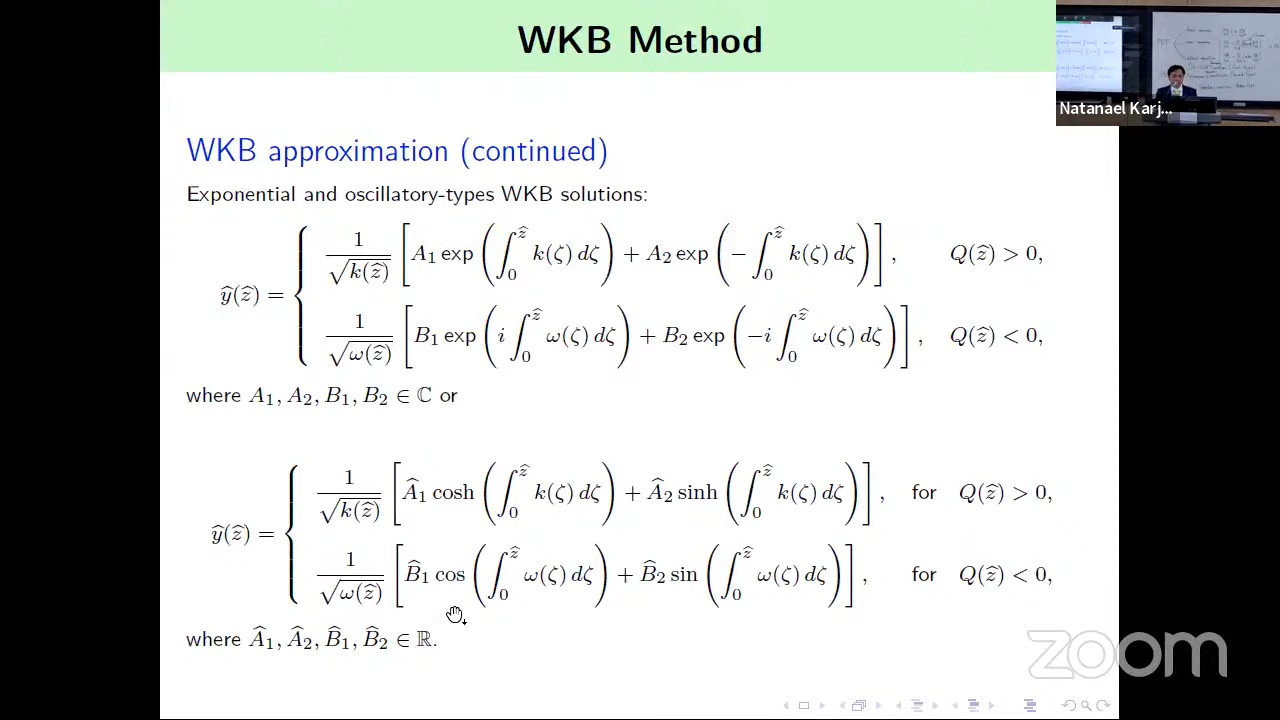 WKB Method
Natanael Karj...
WKB approximation (continued)
Exponential and oscillatory-types WKB solutions:
ŷ(ẑ) = { 1/√k(ẑ) [ A₁ exp ( ∫₀^ẑ k(ζ) dζ ) + A₂ exp ( − ∫₀^ẑ k(ζ) dζ ) ] , Q(ẑ) > 0,
1/√ω(ẑ) [ B₁ exp ( i ∫₀^ẑ ω(ζ) dζ ) + B₂ exp ( −i ∫₀^ẑ ω(ζ) dζ ) ] , Q(ẑ) < 0,
where A₁, A₂, B₁, B₂ ∈ ℂ or
ŷ(ẑ) = { 1/√k(ẑ) [ Â₁ cosh ( ∫₀^ẑ k(ζ) dζ ) + Â₂ sinh ( ∫₀^ẑ k(ζ) dζ ) ] , for Q(ẑ) > 0,
1/√ω(ẑ) [ B̂₁ cos ( ∫₀^ẑ ω(ζ) dζ ) + B̂₂ sin ( ∫₀^ẑ ω(ζ) dζ ) ] , for Q(ẑ) < 0,
where Â₁, Â₂, B̂₁, B̂₂ ∈ ℝ.
zoom